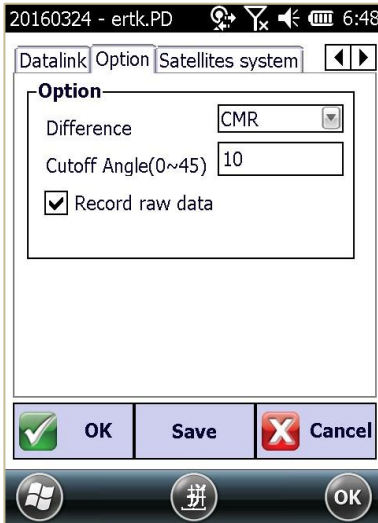 20160324 - ertk.PD 6:48
Datalink Option Satellites system
Option
Difference CMR
Cutoff Angle(0~45) 10
Record raw data
OK Save Cancel
拼 OK